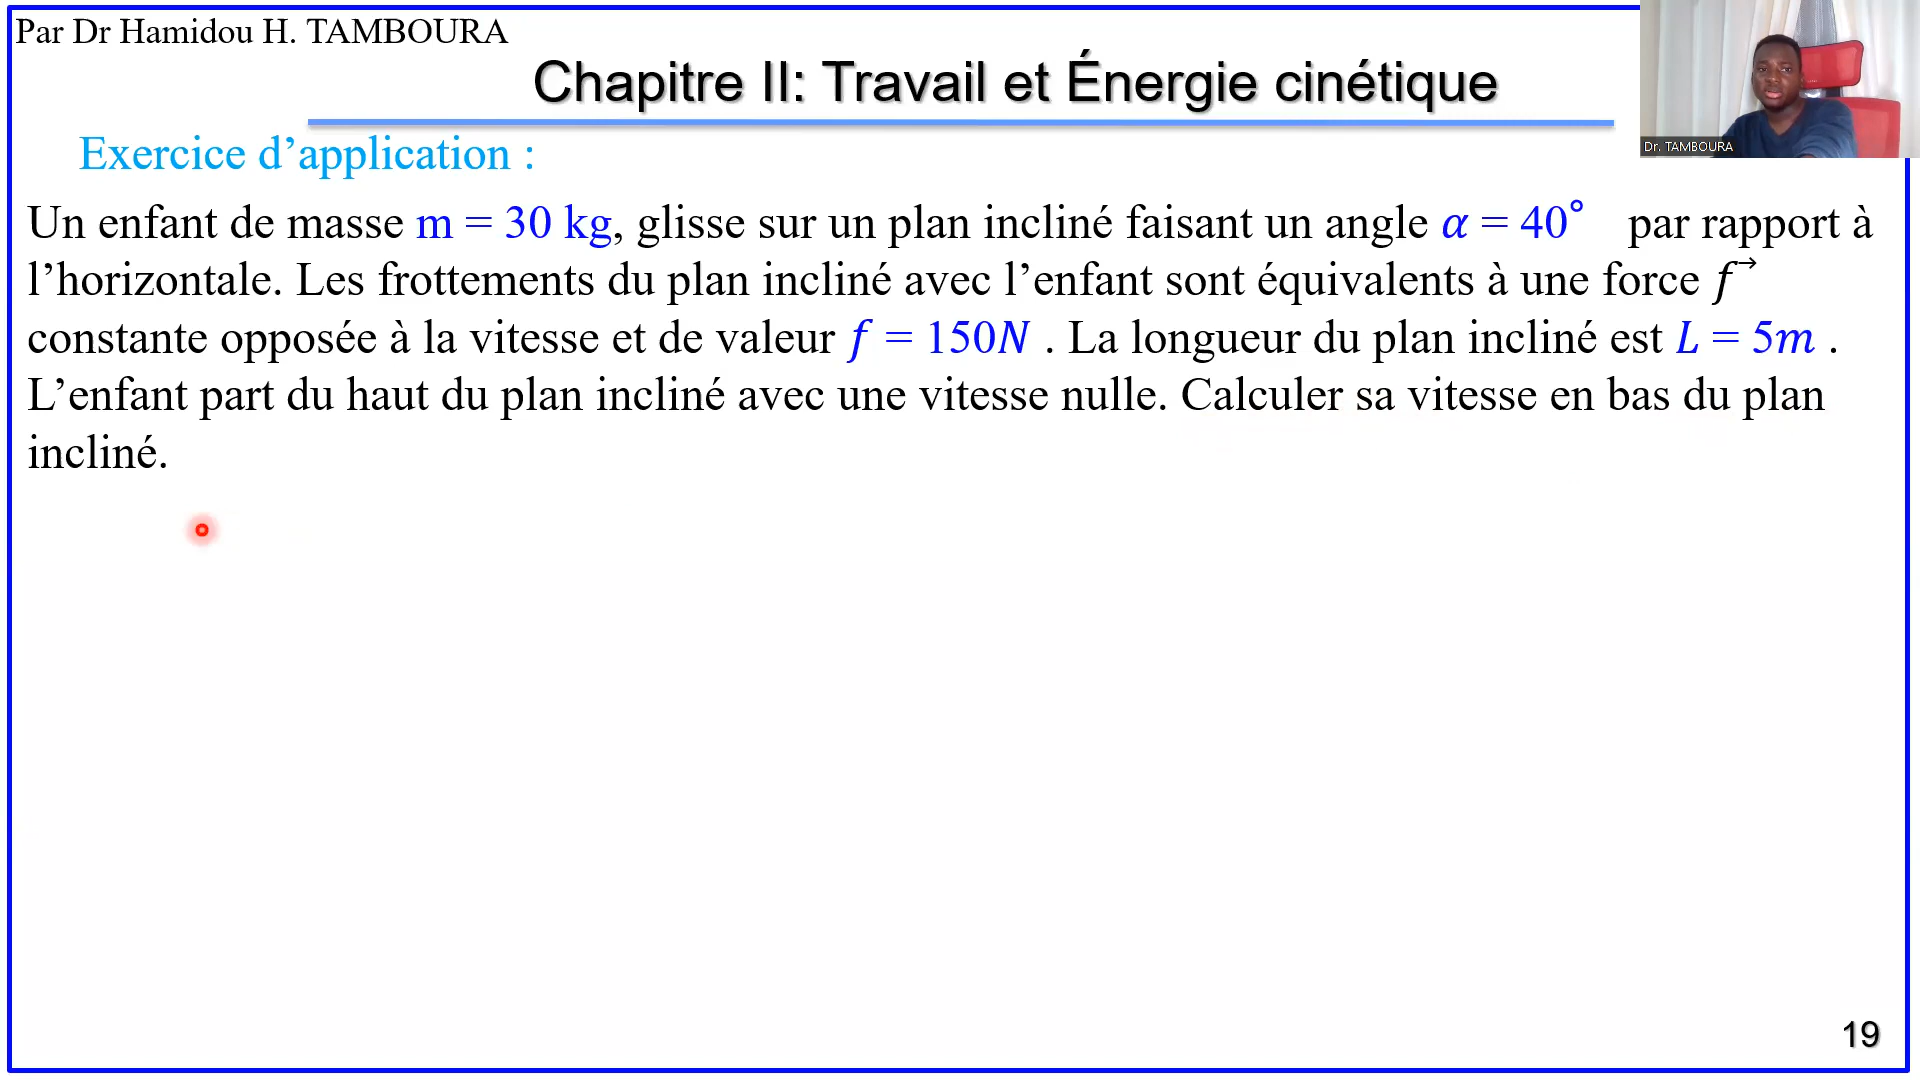 Par Dr Hamidou H. TAMBOURA
Chapitre II: Travail et Énergie cinétique
Dr. TAMBOURA
Exercice d’application :
Un enfant de masse m = 30 kg, glisse sur un plan incliné faisant un angle α = 40° par rapport à
l’horizontale. Les frottements du plan incliné avec l’enfant sont équivalents à une force f→
constante opposée à la vitesse et de valeur f = 150N . La longueur du plan incliné est L = 5m .
L’enfant part du haut du plan incliné avec une vitesse nulle. Calculer sa vitesse en bas du plan
incliné.
19